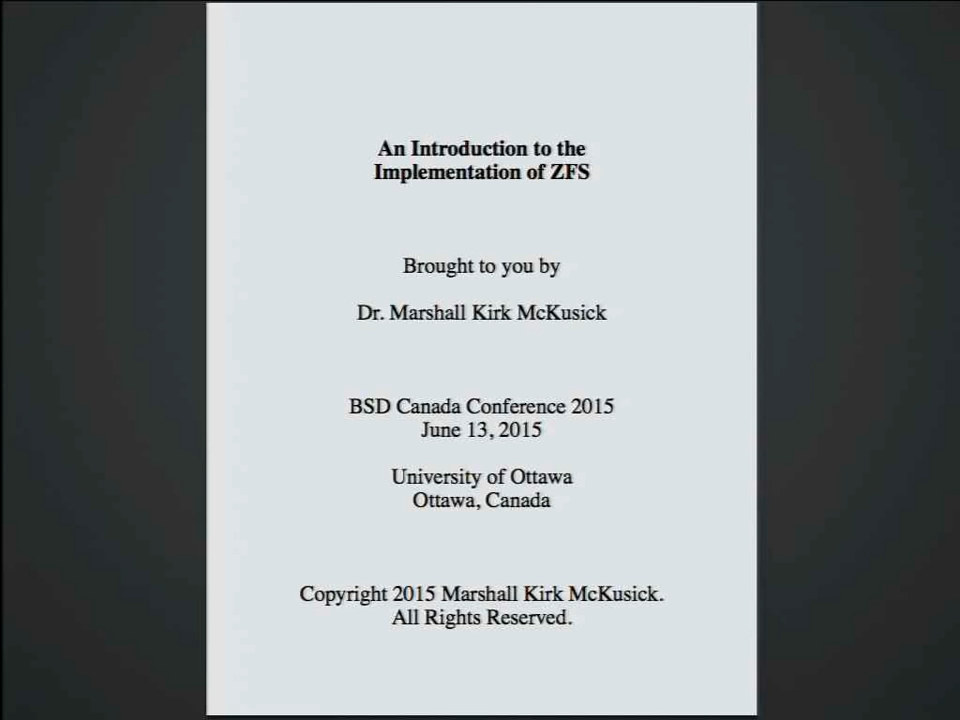 An Introduction to the
Implementation of ZFS
Brought to you by
Dr. Marshall Kirk McKusick
BSD Canada Conference 2015
June 13, 2015
University of Ottawa
Ottawa, Canada
Copyright 2015 Marshall Kirk McKusick.
All Rights Reserved.